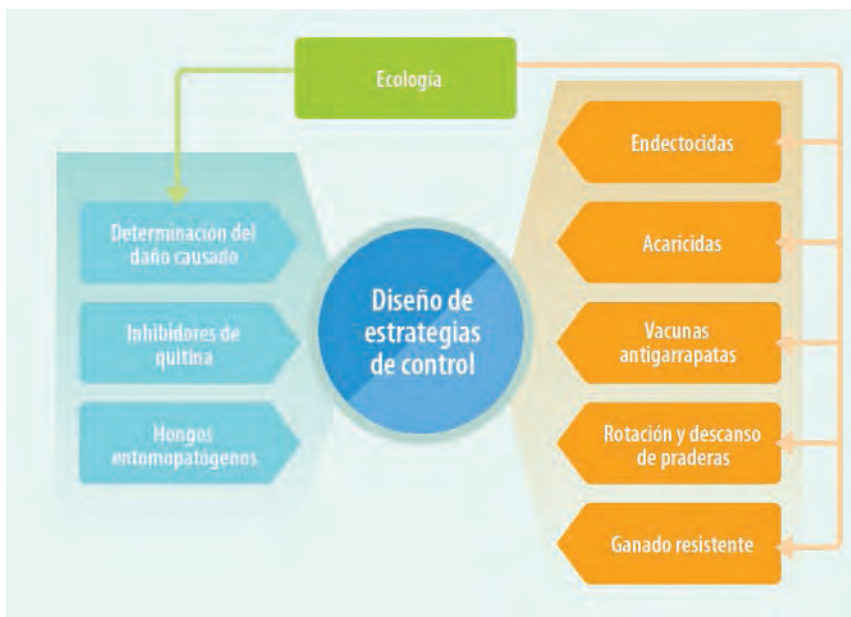 Ecología
Determinación del
daño causado
Inhibidores de
quitina
Hongos
entomopatógenos
Diseño de
estrategias
de control
Endectocidas
Acaricidas
Vacunas
antigarrapatas
Rotación y descanso
de praderas
Ganado resistente